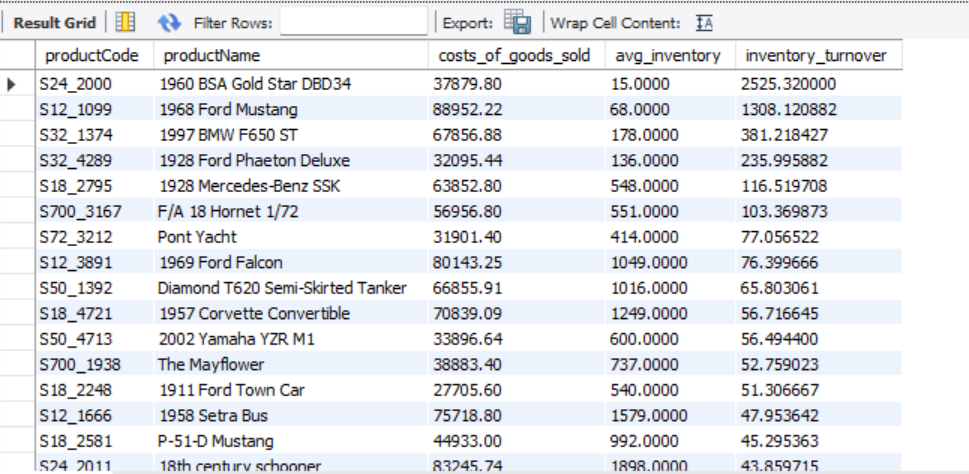 Result Grid Filter Rows: Export: Wrap Cell Content: IA
productCode productName costs_of_goods_sold avg_inventory inventory_turnover
S24_2000 1960 BSA Gold Star DBD34 37879.80 15.0000 2525.320000
S12_1099 1968 Ford Mustang 88952.22 68.0000 1308.120882
S32_1374 1997 BMW F650 ST 67856.88 178.0000 381.218427
S32_4289 1928 Ford Phaeton Deluxe 32095.44 136.0000 235.995882
S18_2795 1928 Mercedes-Benz SSK 63852.80 548.0000 116.519708
S700_3167 F/A 18 Hornet 1/72 56956.80 551.0000 103.369873
S72_3212 Pont Yacht 31901.40 414.0000 77.056522
S12_3891 1969 Ford Falcon 80143.25 1049.0000 76.399666
S50_1392 Diamond T620 Semi-Skirted Tanker 66855.91 1016.0000 65.803061
S18_4721 1957 Corvette Convertible 70839.09 1249.0000 56.716645
S50_4713 2002 Yamaha YZR M1 33896.64 600.0000 56.494400
S700_1938 The Mayflower 38883.40 737.0000 52.759023
S18_2248 1911 Ford Town Car 27705.60 540.0000 51.306667
S12_1666 1958 Setra Bus 75718.80 1579.0000 47.953642
S18_2581 P-51-D Mustang 44933.00 992.0000 45.295363
S24_2011 18th century schooner 83245.74 1898.0000 43.859715